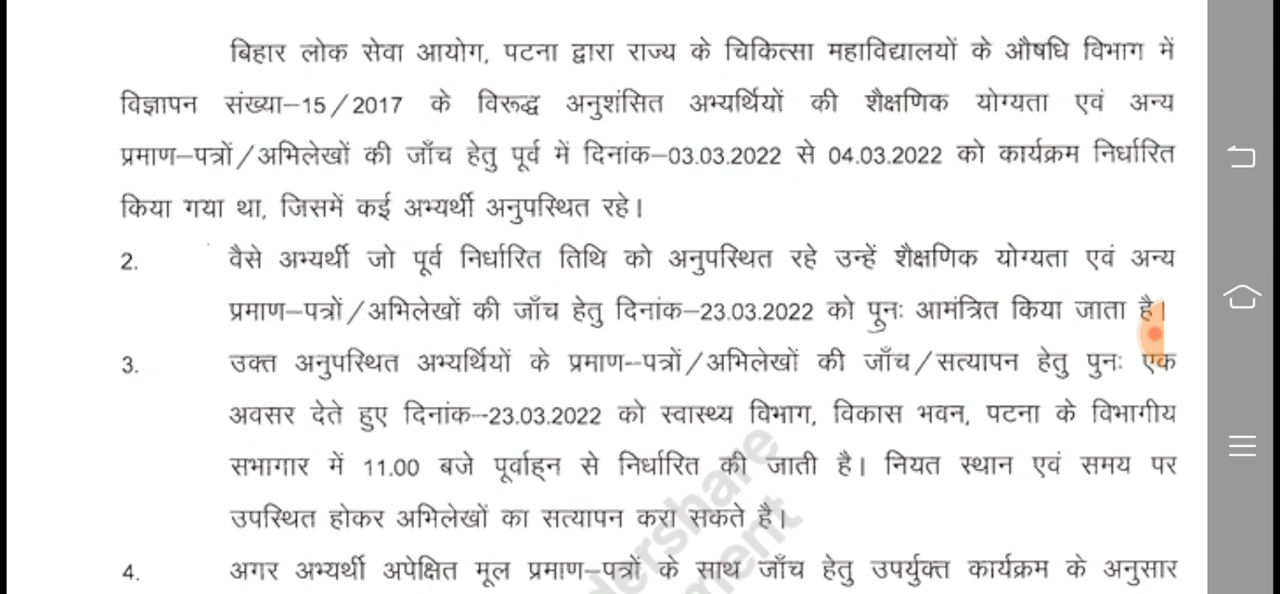 बिहार लोक सेवा आयोग, पटना द्वारा राज्य के चिकित्सा महाविद्यालयों के औषधि विभाग में
विज्ञापन संख्या–15/2017 के विरूद्ध अनुशंसित अभ्यर्थियों की शैक्षणिक योग्यता एवं अन्य
प्रमाण–पत्रों/अभिलेखों की जाँच हेतु पूर्व में दिनांक–03.03.2022 से 04.03.2022 को कार्यक्रम निर्धारित
किया गया था, जिसमें कई अभ्यर्थी अनुपस्थित रहे।
2. वैसे अभ्यर्थी जो पूर्व निर्धारित तिथि को अनुपस्थित रहे उन्हें शैक्षणिक योग्यता एवं अन्य
प्रमाण–पत्रों/अभिलेखों की जाँच हेतु दिनांक–23.03.2022 को पुनः आमंत्रित किया जाता है।
3. उक्त अनुपस्थित अभ्यर्थियों के प्रमाण–पत्रों/अभिलेखों की जाँच/सत्यापन हेतु पुनः एक
अवसर देते हुए दिनांक–23.03.2022 को स्वास्थ्य विभाग, विकास भवन, पटना के विभागीय
सभागार में 11.00 बजे पूर्वाह्न से निर्धारित की जाती है। नियत स्थान एवं समय पर
उपस्थित होकर अभिलेखों का सत्यापन करा सकते है।
4. अगर अभ्यर्थी अपेक्षित मूल प्रमाण–पत्रों के साथ जाँच हेतु उपर्युक्त कार्यक्रम के अनुसार